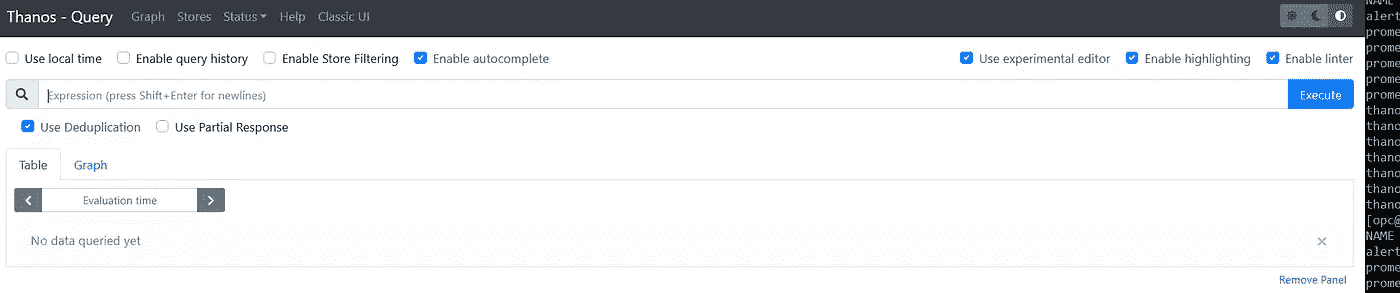 Thanos - Query Graph Stores Status Help Classic UI
Use local time Enable query history Enable Store Filtering Enable autocomplete Use experimental editor Enable highlighting Enable linter
Expression (press Shift+Enter for newlines) Execute
Use Deduplication Use Partial Response
Table Graph
Evaluation time
No data queried yet
Remove Panel
NAME
alert
prome
prome
prome
prome
prome
thano
thano
thano
thano
thano
thano
thano
[opc@
NAME
alert
prome
prome